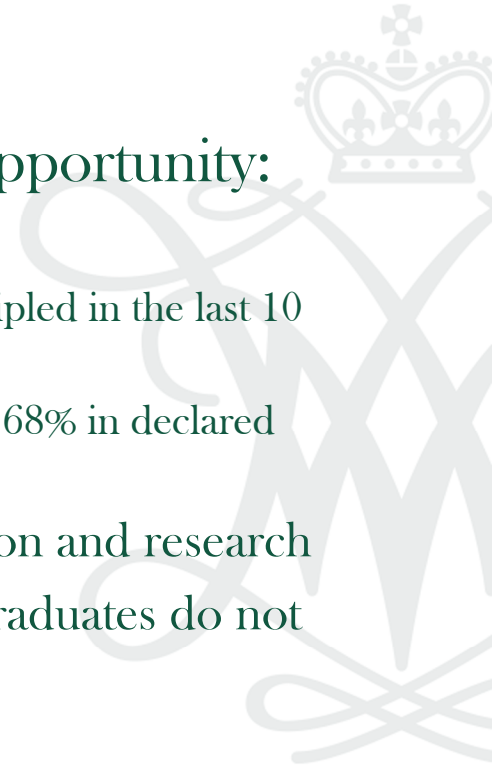 pportunity:
ipled in the last 10
68% in declared
on and research
raduates do not